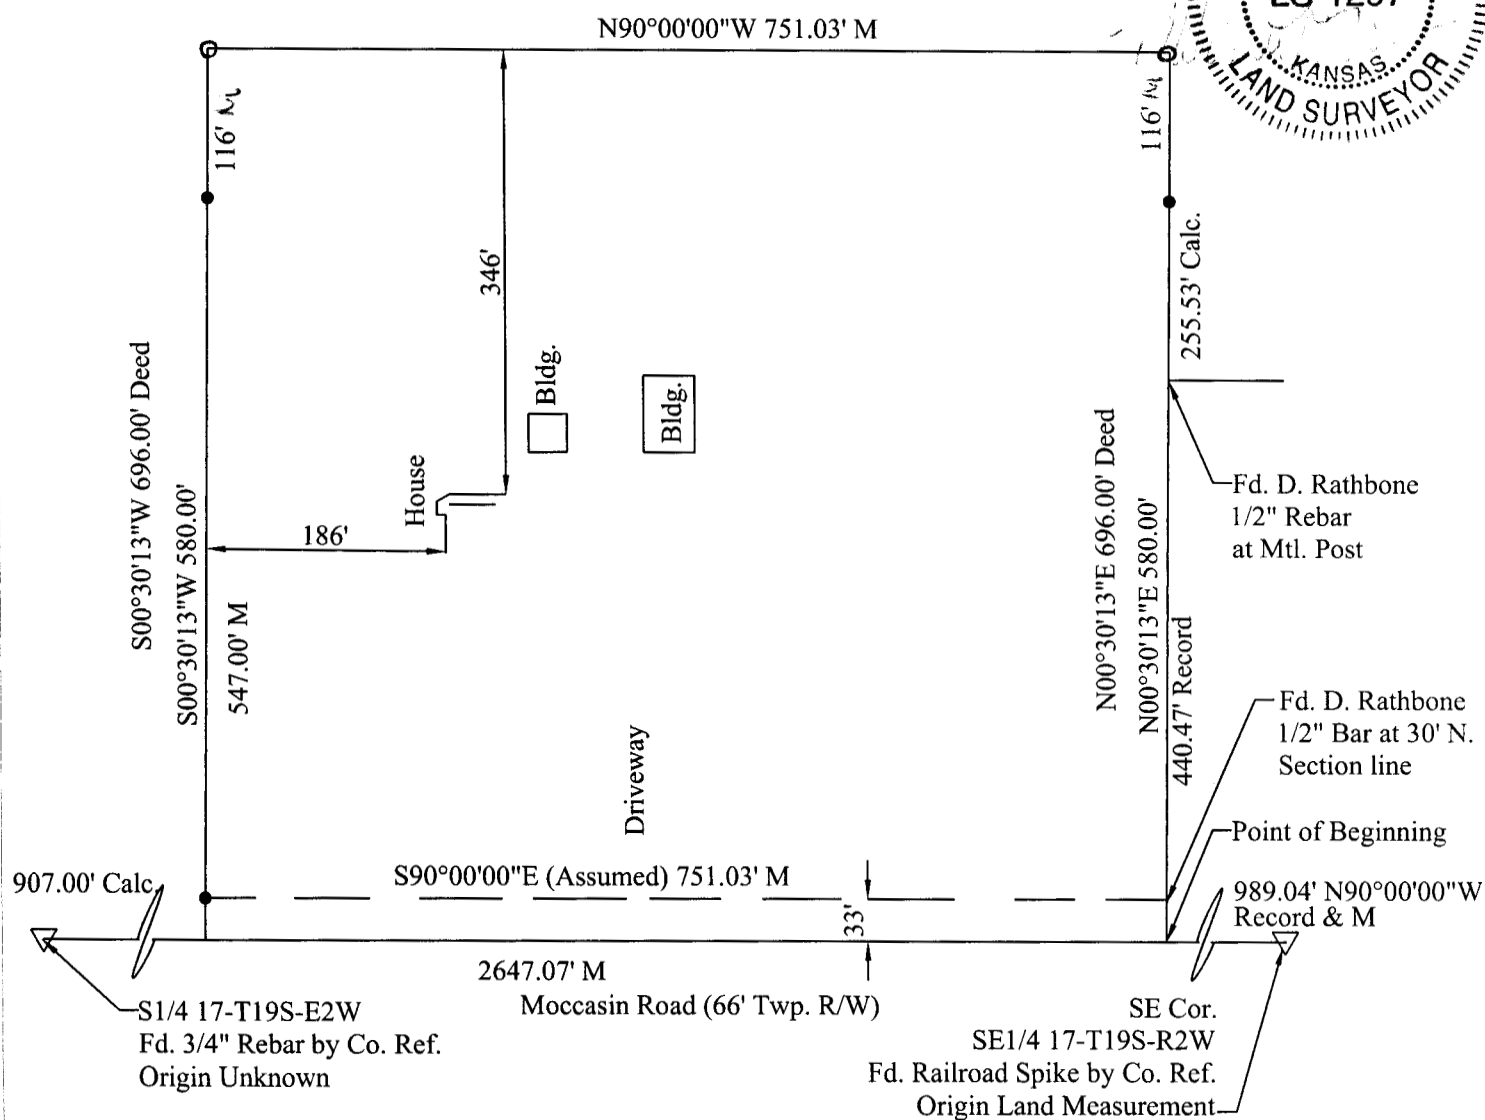 N90°00'00"W 751.03' M
LS-1297
KANSAS
LAND SURVEYOR
116' M
116' M
346'
255.53' Calc.
Bldg.
Bldg.
House
186'
S00°30'13"W 696.00' Deed
S00°30'13"W 580.00'
547.00' M
N00°30'13"E 696.00' Deed
N00°30'13"E 580.00'
440.47' Record
Fd. D. Rathbone
1/2" Rebar
at Mtl. Post
Fd. D. Rathbone
1/2" Bar at 30' N.
Section line
Driveway
Point of Beginning
S90°00'00"E (Assumed) 751.03' M
33'
907.00' Calc.
989.04' N90°00'00"W
Record & M
2647.07' M
Moccasin Road (66' Twp. R/W)
S1/4 17-T19S-E2W
Fd. 3/4" Rebar by Co. Ref.
Origin Unknown
SE Cor.
SE1/4 17-T19S-R2W
Fd. Railroad Spike by Co. Ref.
Origin Land Measurement